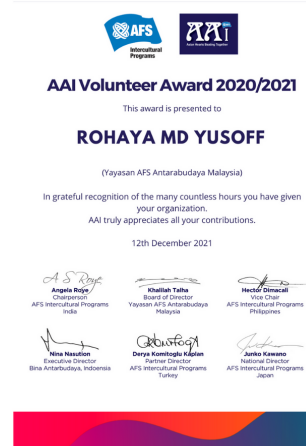 AFS
Intercultural
Programs
AAi
AAI Volunteer Award 2020/2021
This award is presented to
ROHAYA MD YUSOFF
(Yayasan AFS Antarabudaya Malaysia)
In grateful recognition of the many countless hours you have given
your organization.
AAI truly appreciates all your contributions.
12th December 2021
Angela Roye
Chairperson
AFS Intercultural Programs
India
Khalilah Talha
Board of Director
Yayasan AFS Antarabudaya
Malaysia
Hector Dimacali
Vice Chair
AFS Intercultural Programs
Philippines
Nina Nasution
Executive Director
Bina Antarbudaya, Indoensia
Derya Komitoglu Kaplan
Partner Director
AFS Intercultural Programs
Turkey
Junko Kawano
National Director
AFS Intercultural Programs
Japan